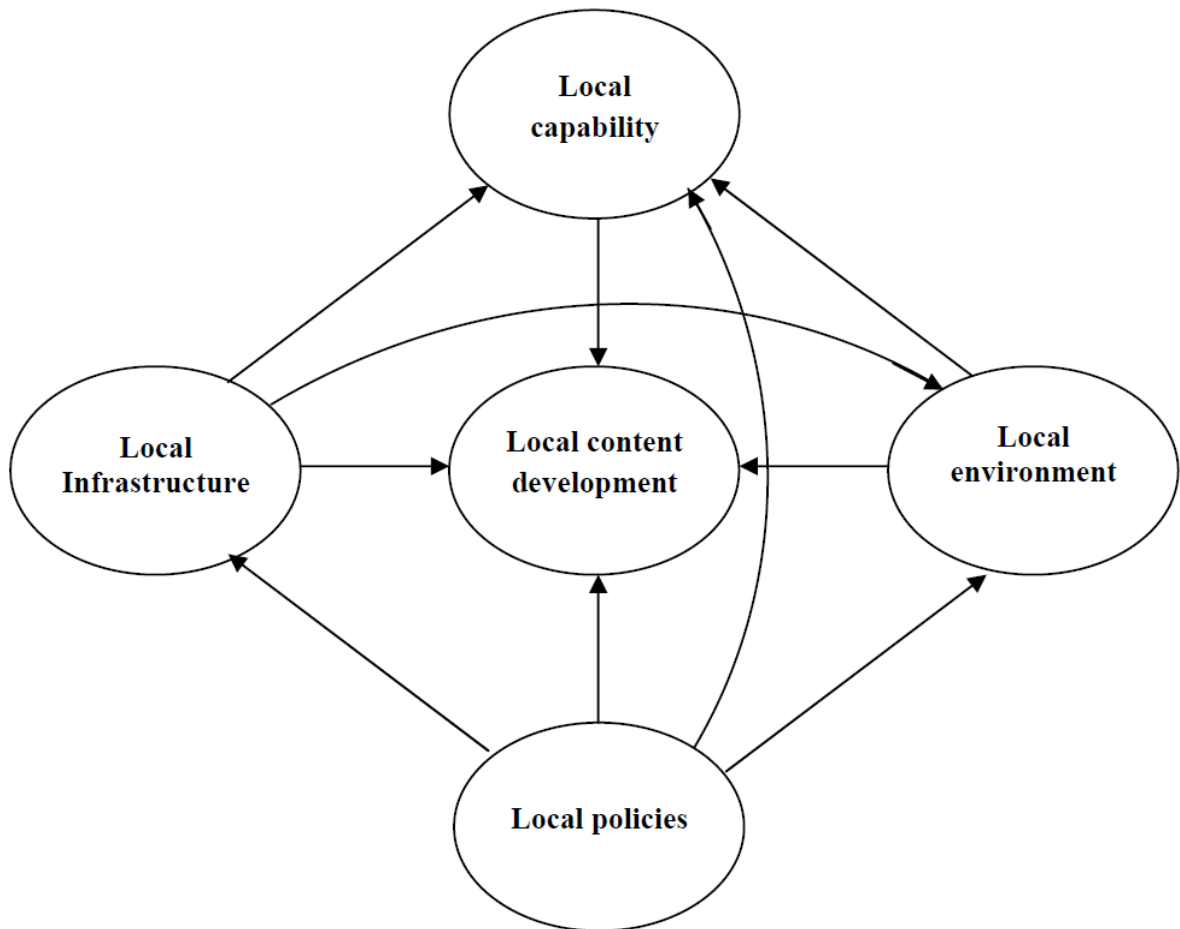 Local
capability
Local
Infrastructure
Local content
development
Local
environment
Local policies